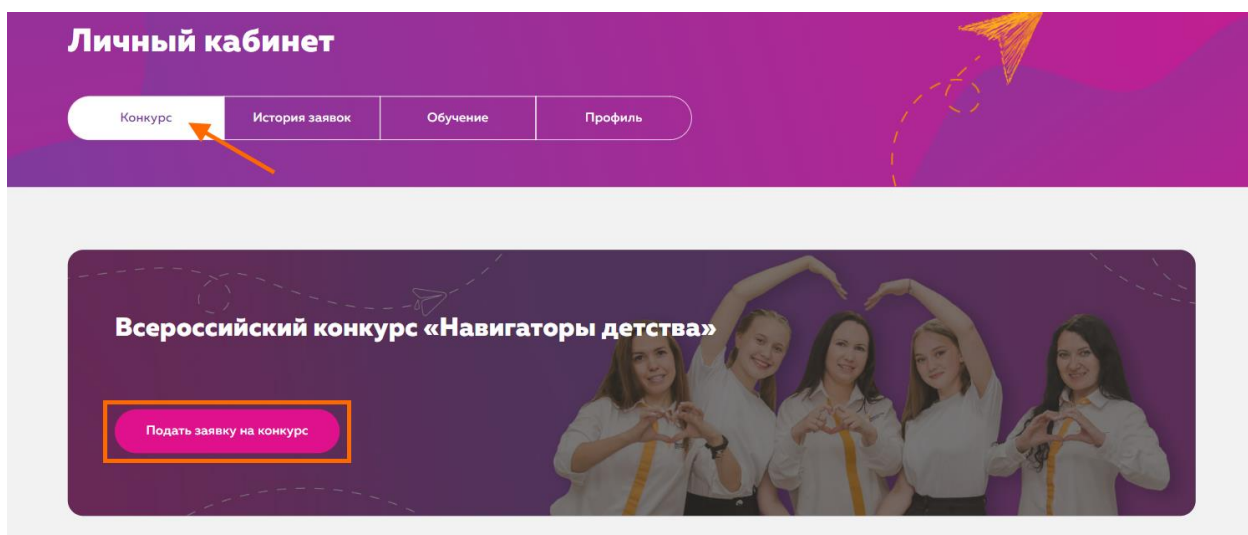 Личный кабинет
Конкурс
История заявок
Обучение
Профиль
Всероссийский конкурс «Навигаторы детства»
Подать заявку на конкурс